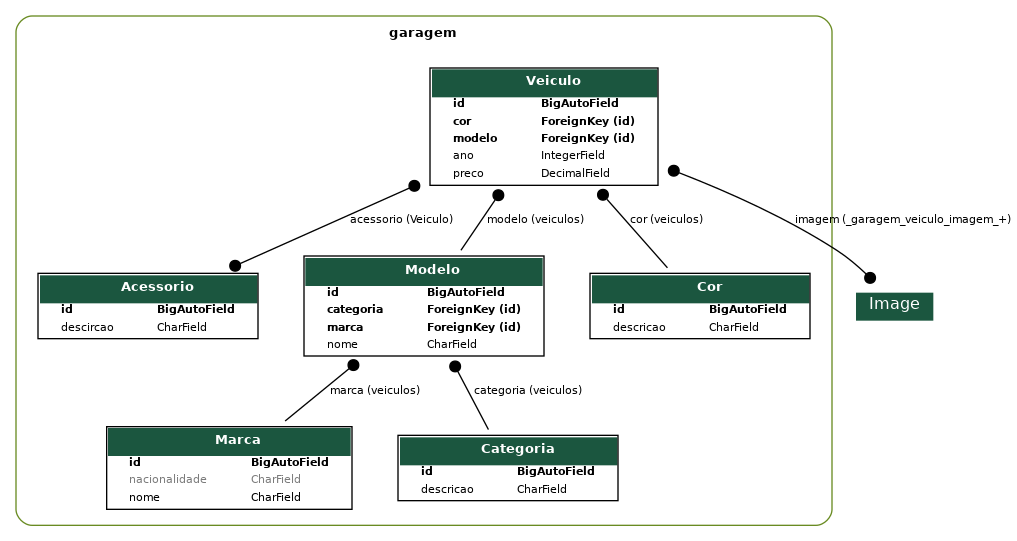 garagem
Veiculo
id BigAutoField
cor ForeignKey (id)
modelo ForeignKey (id)
ano IntegerField
preco DecimalField
acessorio (Veiculo) modelo (veiculos) cor (veiculos) imagem (_garagem_veiculo_imagem_+)
Acessorio
id BigAutoField
descircao CharField
Modelo
id BigAutoField
categoria ForeignKey (id)
marca ForeignKey (id)
nome CharField
Cor
id BigAutoField
descricao CharField
Image
marca (veiculos) categoria (veiculos)
Marca
id BigAutoField
nacionalidade CharField
nome CharField
Categoria
id BigAutoField
descricao CharField